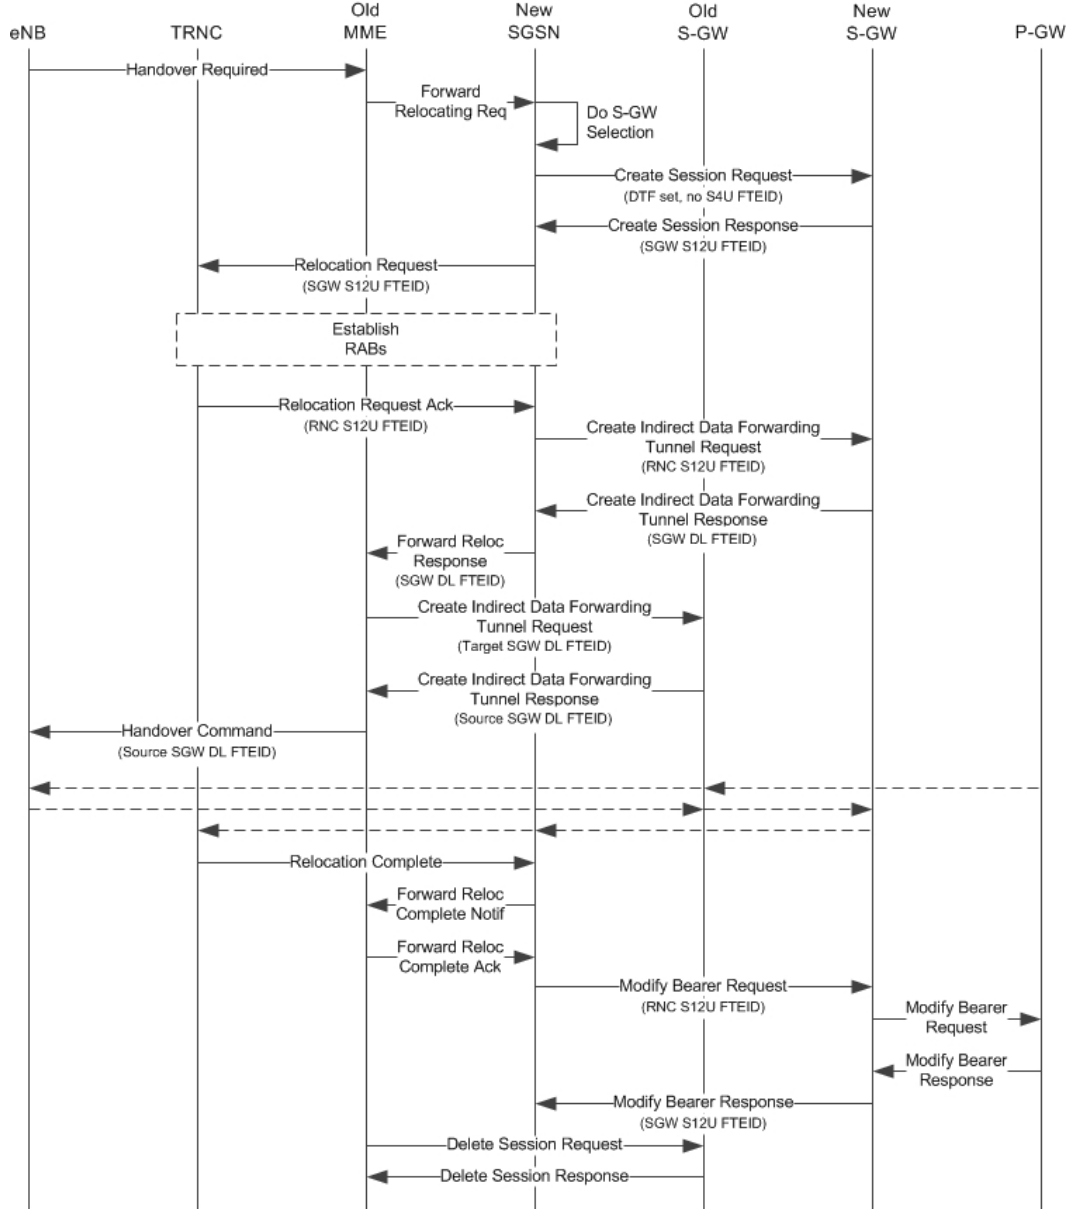 Old
New
Old
New
eNB
TRNC
MME
SGSN
S-GW
S-GW
P-GW
Handover Required
Forward
Relocating Req
Do S-GW
Selection
Create Session Request
(DTF set, no S4U FTEID)
Create Session Response
(SGW S12U FTEID)
Relocation Request
(SGW S12U FTEID)
Establish
RABs
Relocation Request Ack
(RNC S12U FTEID)
Create Indirect Data Forwarding
Tunnel Request
(RNC S12U FTEID)
Create Indirect Data Forwarding
Tunnel Response
(SGW DL FTEID)
Forward Reloc
Response
(SGW DL FTEID)
Create Indirect Data Forwarding
Tunnel Request
(Target SGW DL FTEID)
Create Indirect Data Forwarding
Tunnel Response
(Source SGW DL FTEID)
Handover Command
(Source SGW DL FTEID)
Relocation Complete
Forward Reloc
Complete Notif
Forward Reloc
Complete Ack
Modify Bearer Request
(RNC S12U FTEID)
Modify Bearer
Request
Modify Bearer
Response
Modify Bearer Response
(SGW S12U FTEID)
Delete Session Request
Delete Session Response